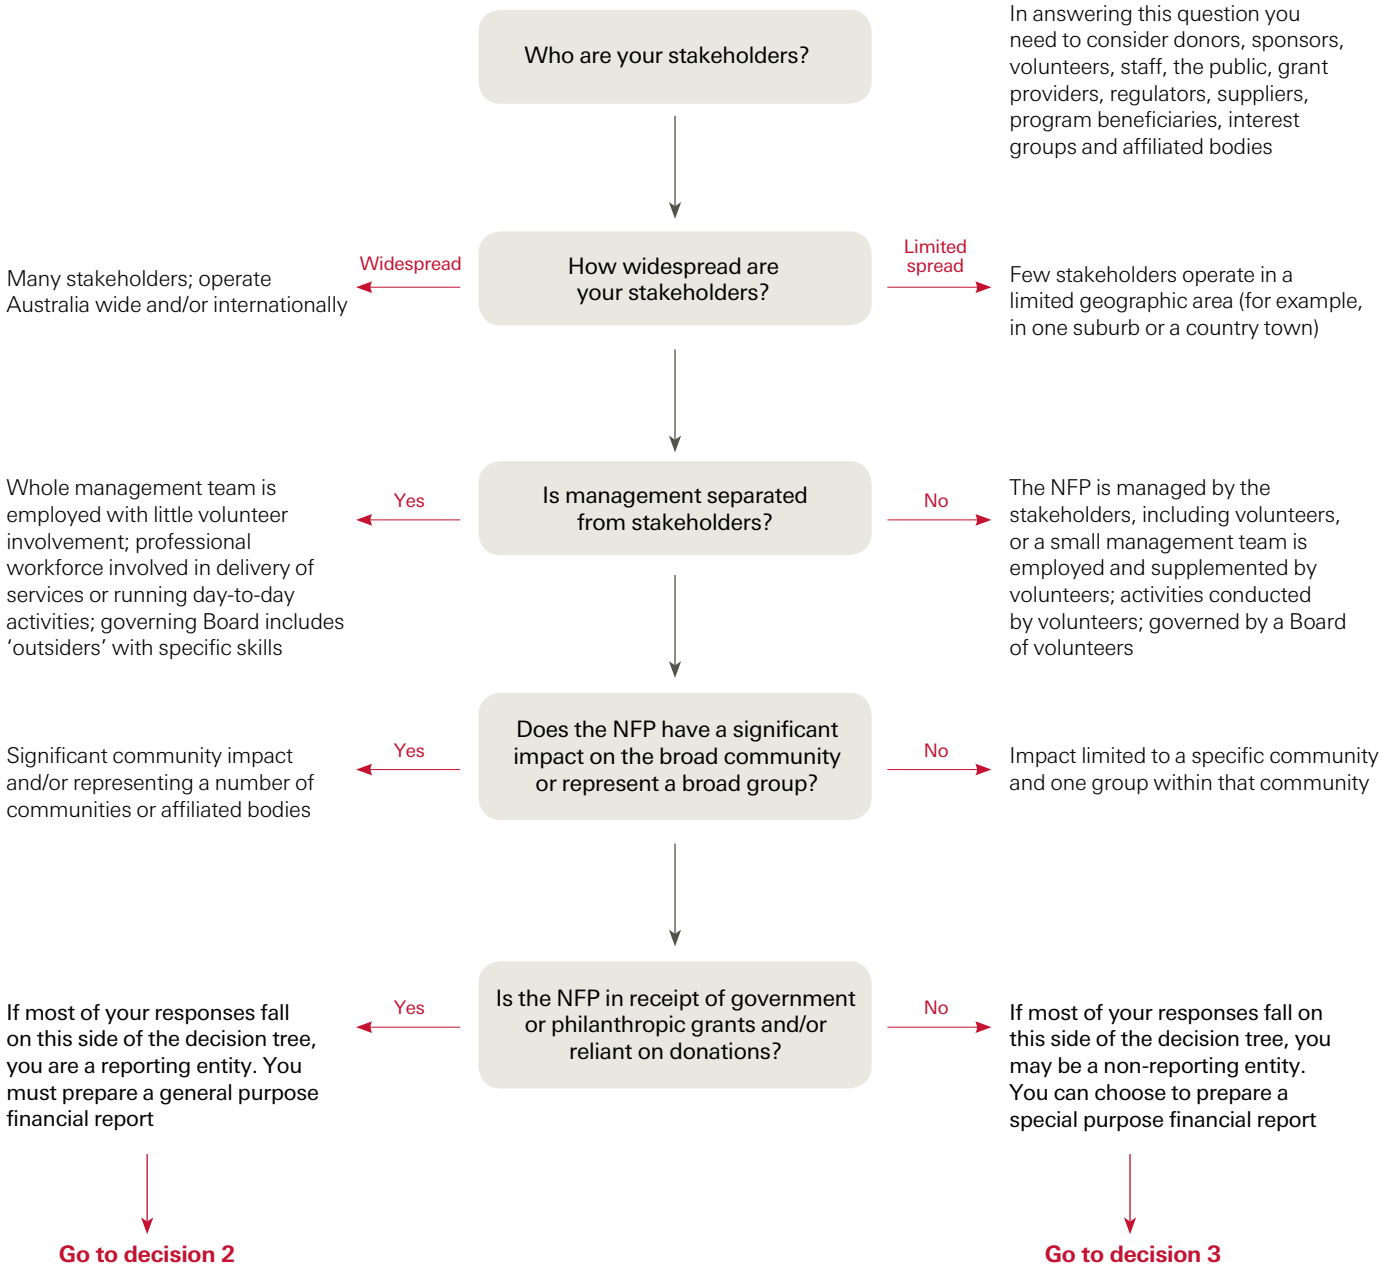 Who are your stakeholders?
In answering this question you
need to consider donors, sponsors,
volunteers, staff, the public, grant
providers, regulators, suppliers,
program beneficiaries, interest
groups and affiliated bodies
Many stakeholders; operate
Australia wide and/or internationally
Widespread
How widespread are
your stakeholders?
Limited
spread
Few stakeholders operate in a
limited geographic area (for example,
in one suburb or a country town)
Whole management team is
employed with little volunteer
involvement; professional
workforce involved in delivery of
services or running day-to-day
activities; governing Board includes
‘outsiders’ with specific skills
Yes
Is management separated
from stakeholders?
No
The NFP is managed by the
stakeholders, including volunteers,
or a small management team is
employed and supplemented by
volunteers; activities conducted
by volunteers; governed by a Board
of volunteers
Significant community impact
and/or representing a number of
communities or affiliated bodies
Yes
Does the NFP have a significant
impact on the broad community
or represent a broad group?
No
Impact limited to a specific community
and one group within that community
If most of your responses fall
on this side of the decision tree,
you are a reporting entity. You
must prepare a general purpose
financial report
Yes
Is the NFP in receipt of government
or philanthropic grants and/or
reliant on donations?
No
If most of your responses fall on
this side of the decision tree, you
may be a non-reporting entity.
You can choose to prepare a
special purpose financial report
Go to decision 2
Go to decision 3